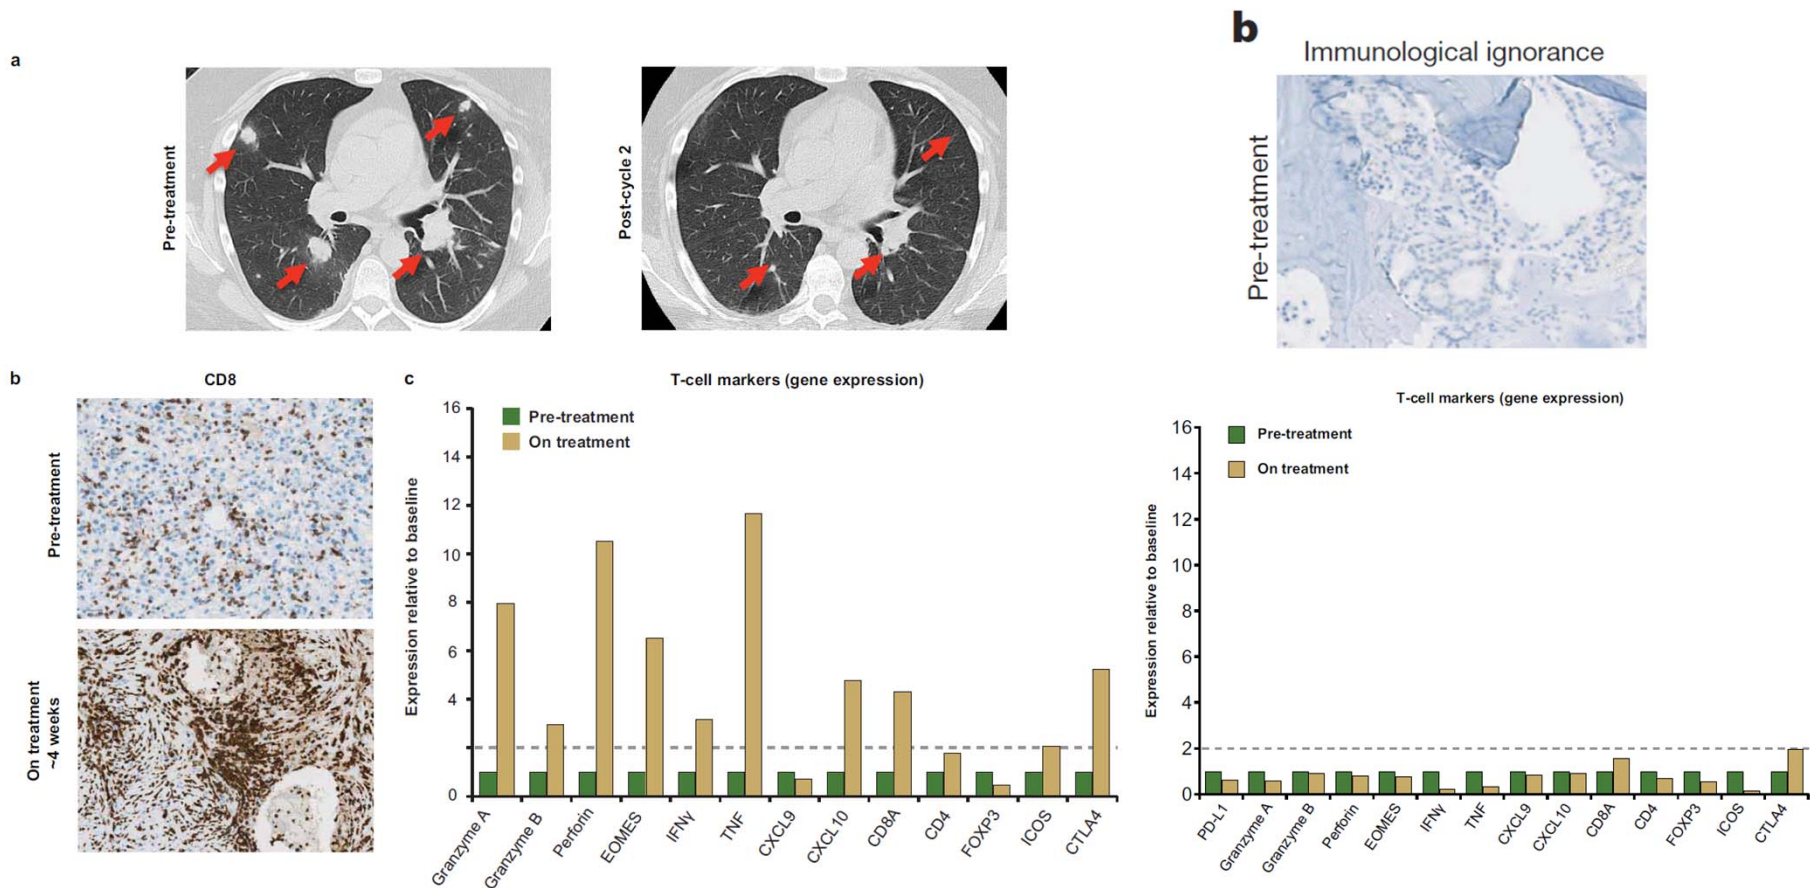 a
Pre-treatment
Post-cycle 2
b
Immunological ignorance
Pre-treatment
b
CD8
Pre-treatment
On treatment
~4 weeks
c
T-cell markers (gene expression)
Pre-treatment
On treatment
Expression relative to baseline
16
14
12
10
8
6
4
0
Granzyme A
Granzyme B
Perforin
EOMES
IFNγ
TNF
CXCL9
CXCL10
CD8A
CD4
FOXP3
ICOS
CTLA4
T-cell markers (gene expression)
Pre-treatment
On treatment
Expression relative to baseline
16
14
12
10
8
6
4
2
0
PD-L1
Granzyme A
Granzyme B
Perforin
EOMES
IFNγ
TNF
CXCL9
CXCL10
CD8A
CD4
FOXP3
ICOS
CTLA4